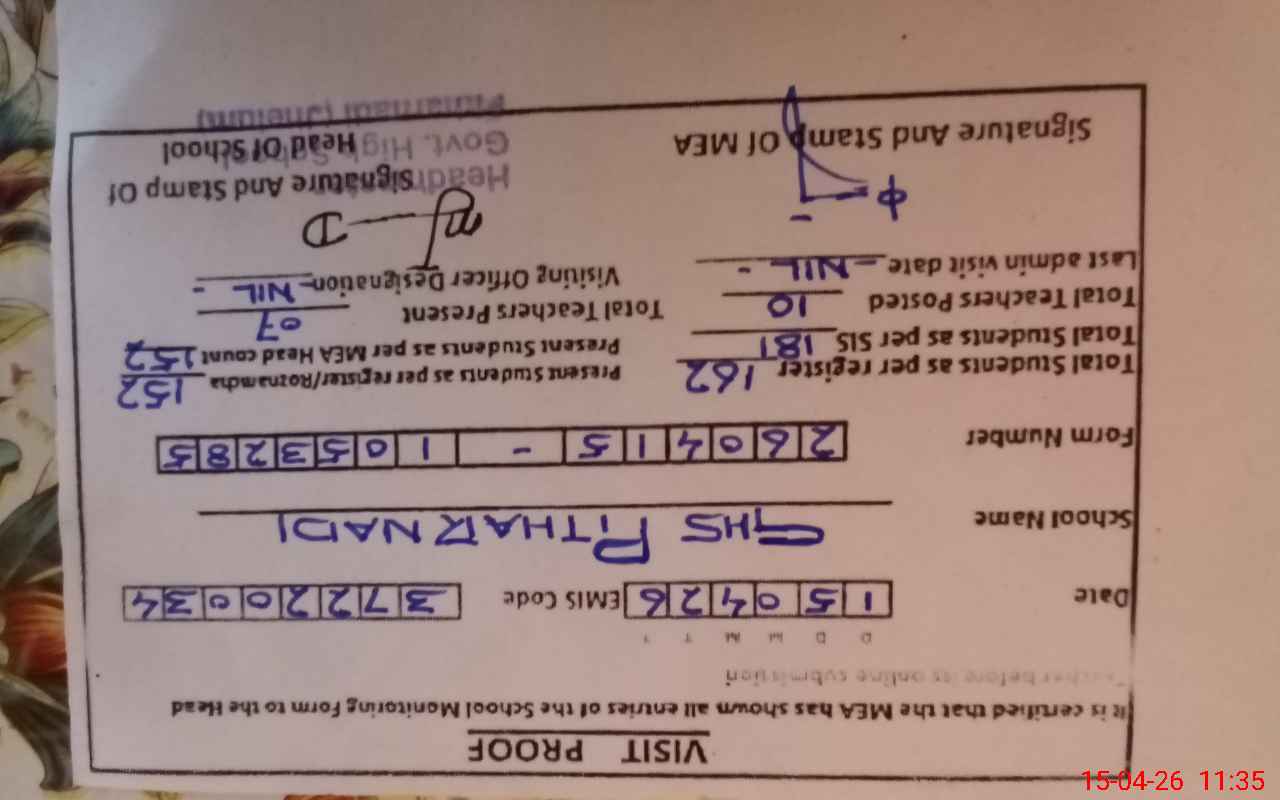 VISIT PROOF
It is certified that the MEA has shown all entries of the School Monitoring Form to the Head
Teacher before its online submission
D D M M Y Y
Date 150426 EMIS Code 37220034
School Name GHS PITHAR NADI
Form Number 260415-1053285
Total Students as per register 162 Present Students as per register/Roznamcha 152
Total Students as per SIS 181 Present Students as per MEA Head count 152
Total Teachers Posted 10 Total Teachers Present 07
Last admin visit date - NIL - Visiting Officer Designation - NIL -
Signature And Stamp Of MEA Signature And Stamp Of
Head Of School
Govt. High School
(Jhelum)
15-04-26 11:35